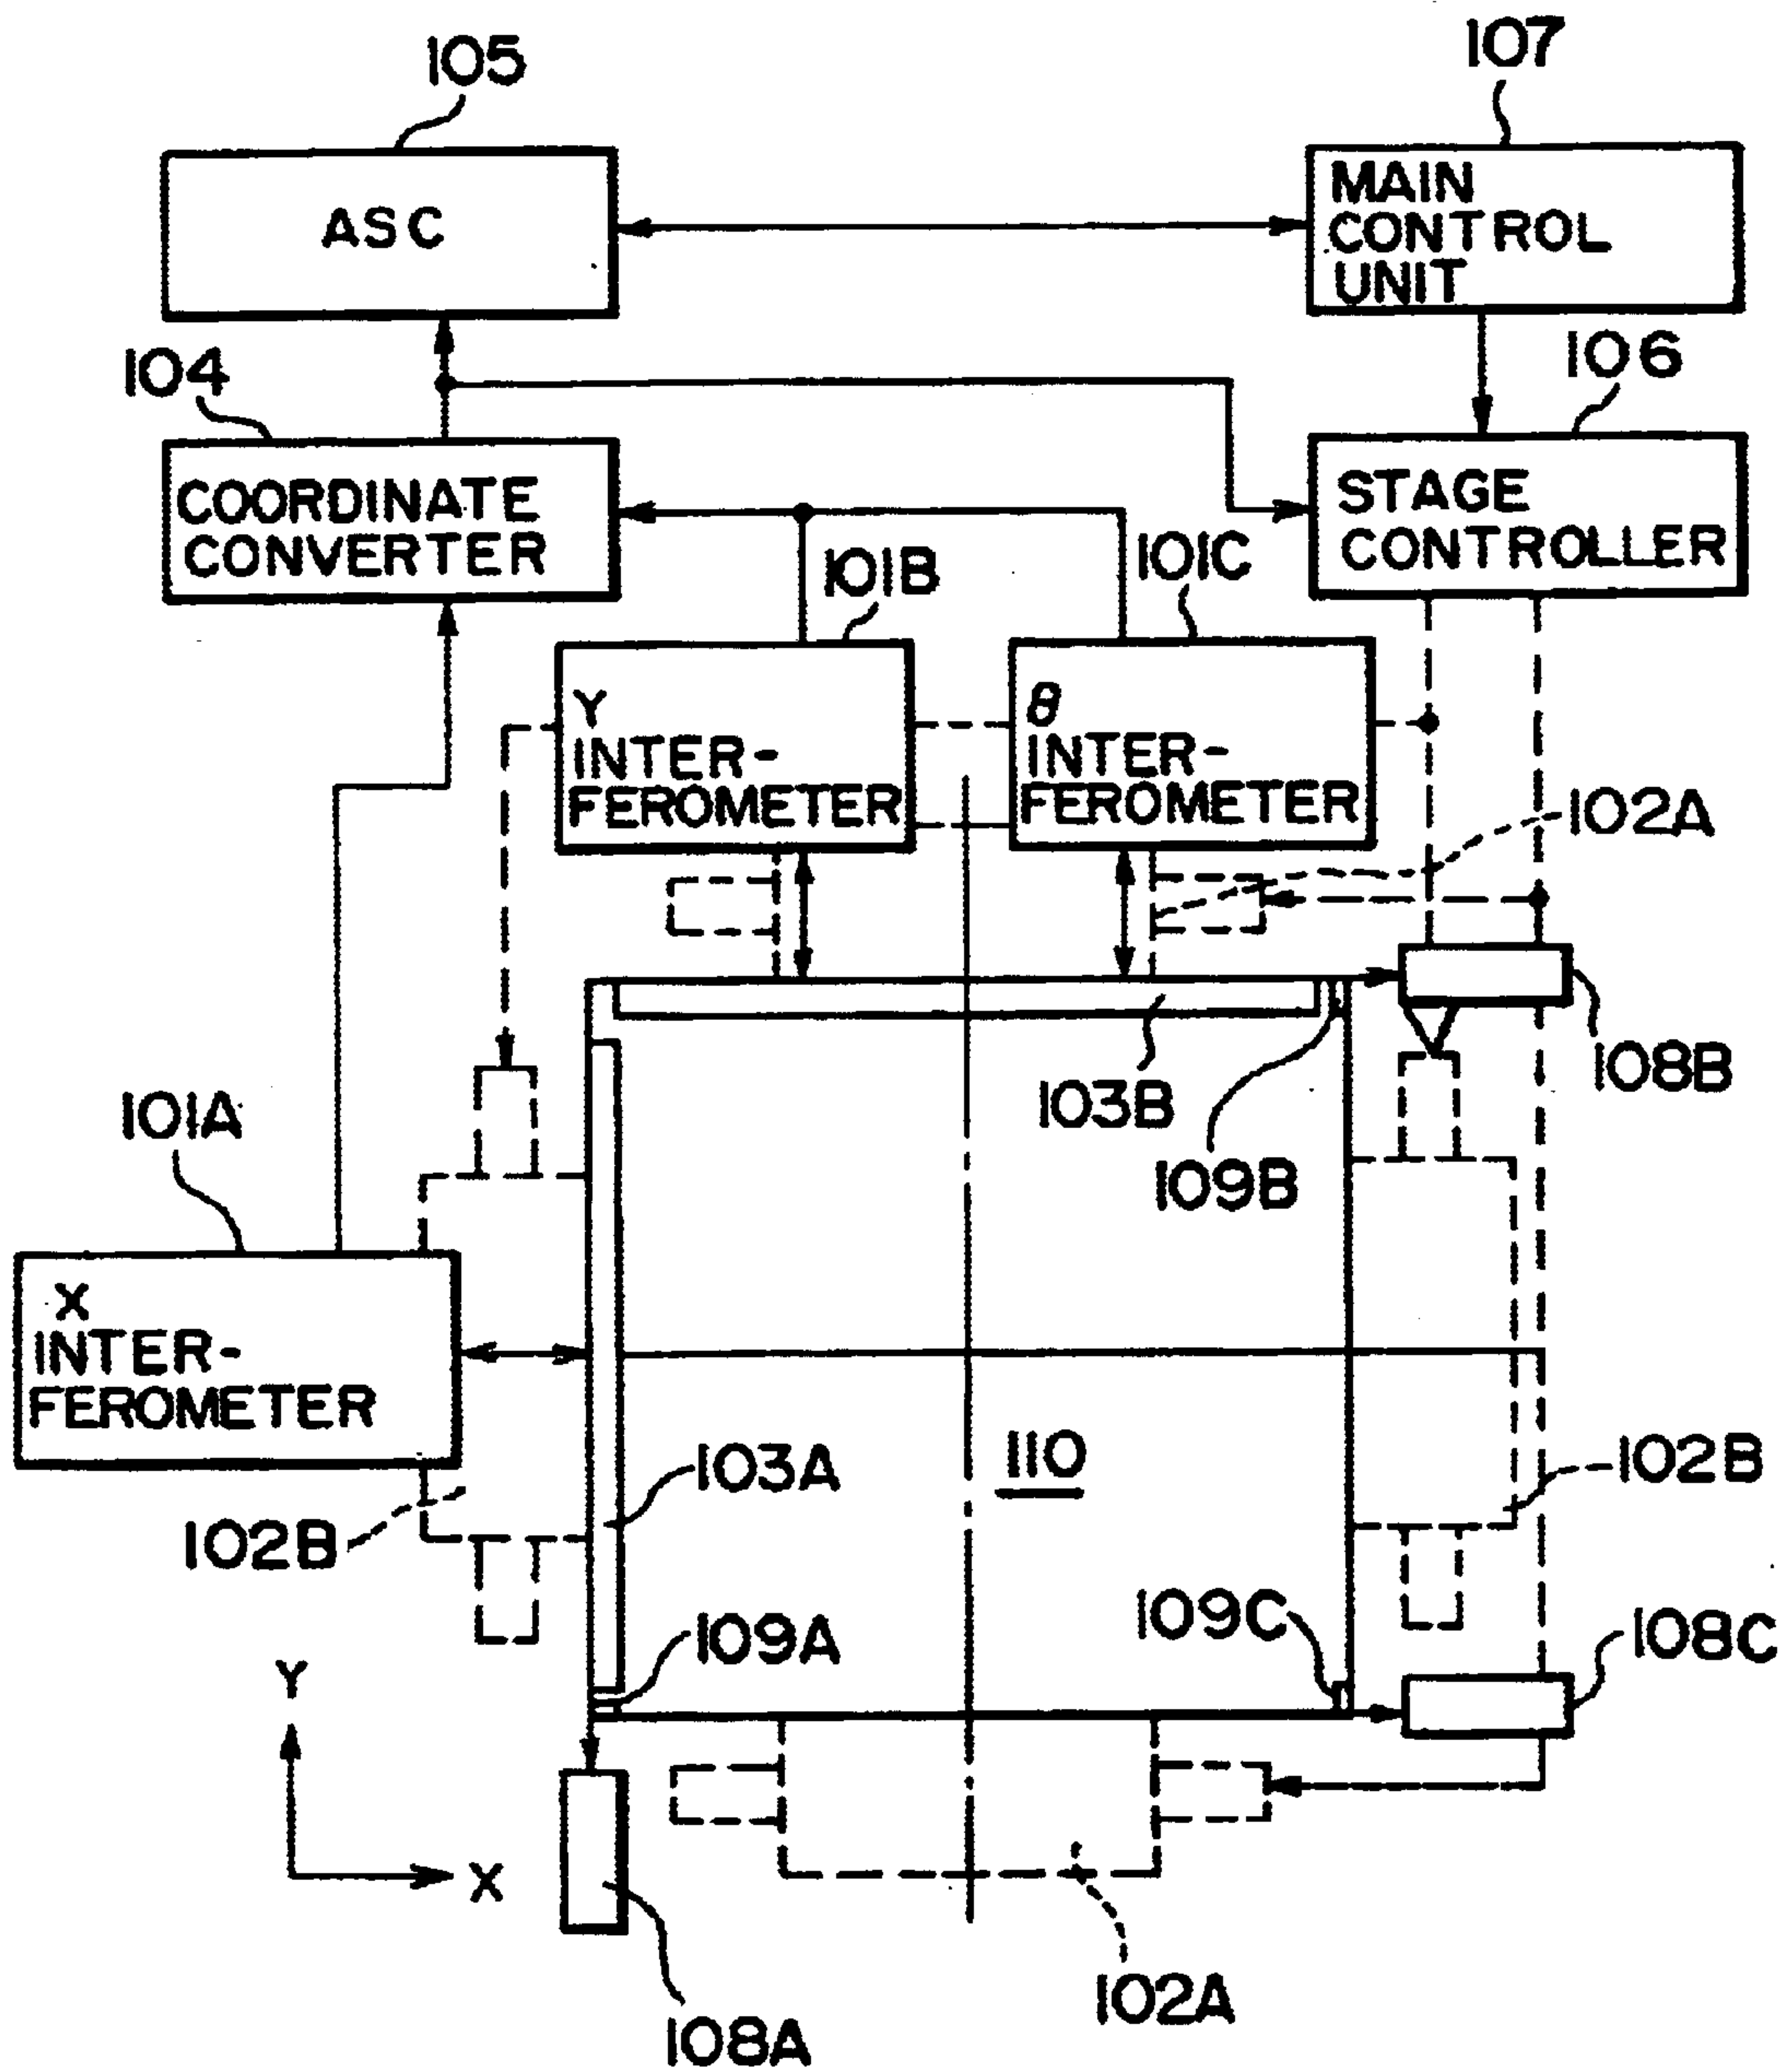 105
107
ASC
MAIN
CONTROL
UNIT
104
106
COORDINATE
CONVERTER
STAGE
CONTROLLER
101B
101C
Y
INTER-
FEROMETER
θ
INTER-
FEROMETER
102A
108B
103B
101A
109B
X
INTER-
FEROMETER
110
103A
102B
102B
109C
109A
108C
Y
X
102A
108A